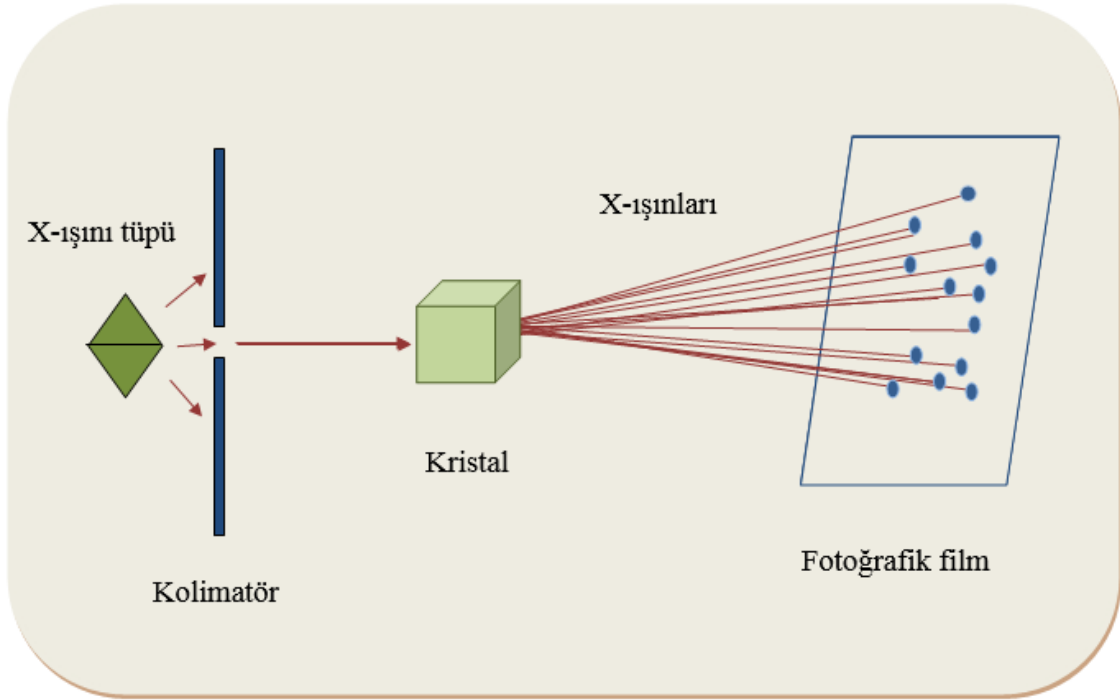 X-ışını tüpü
X-ışınları
Kristal
Fotoğrafik film
Kolimatör